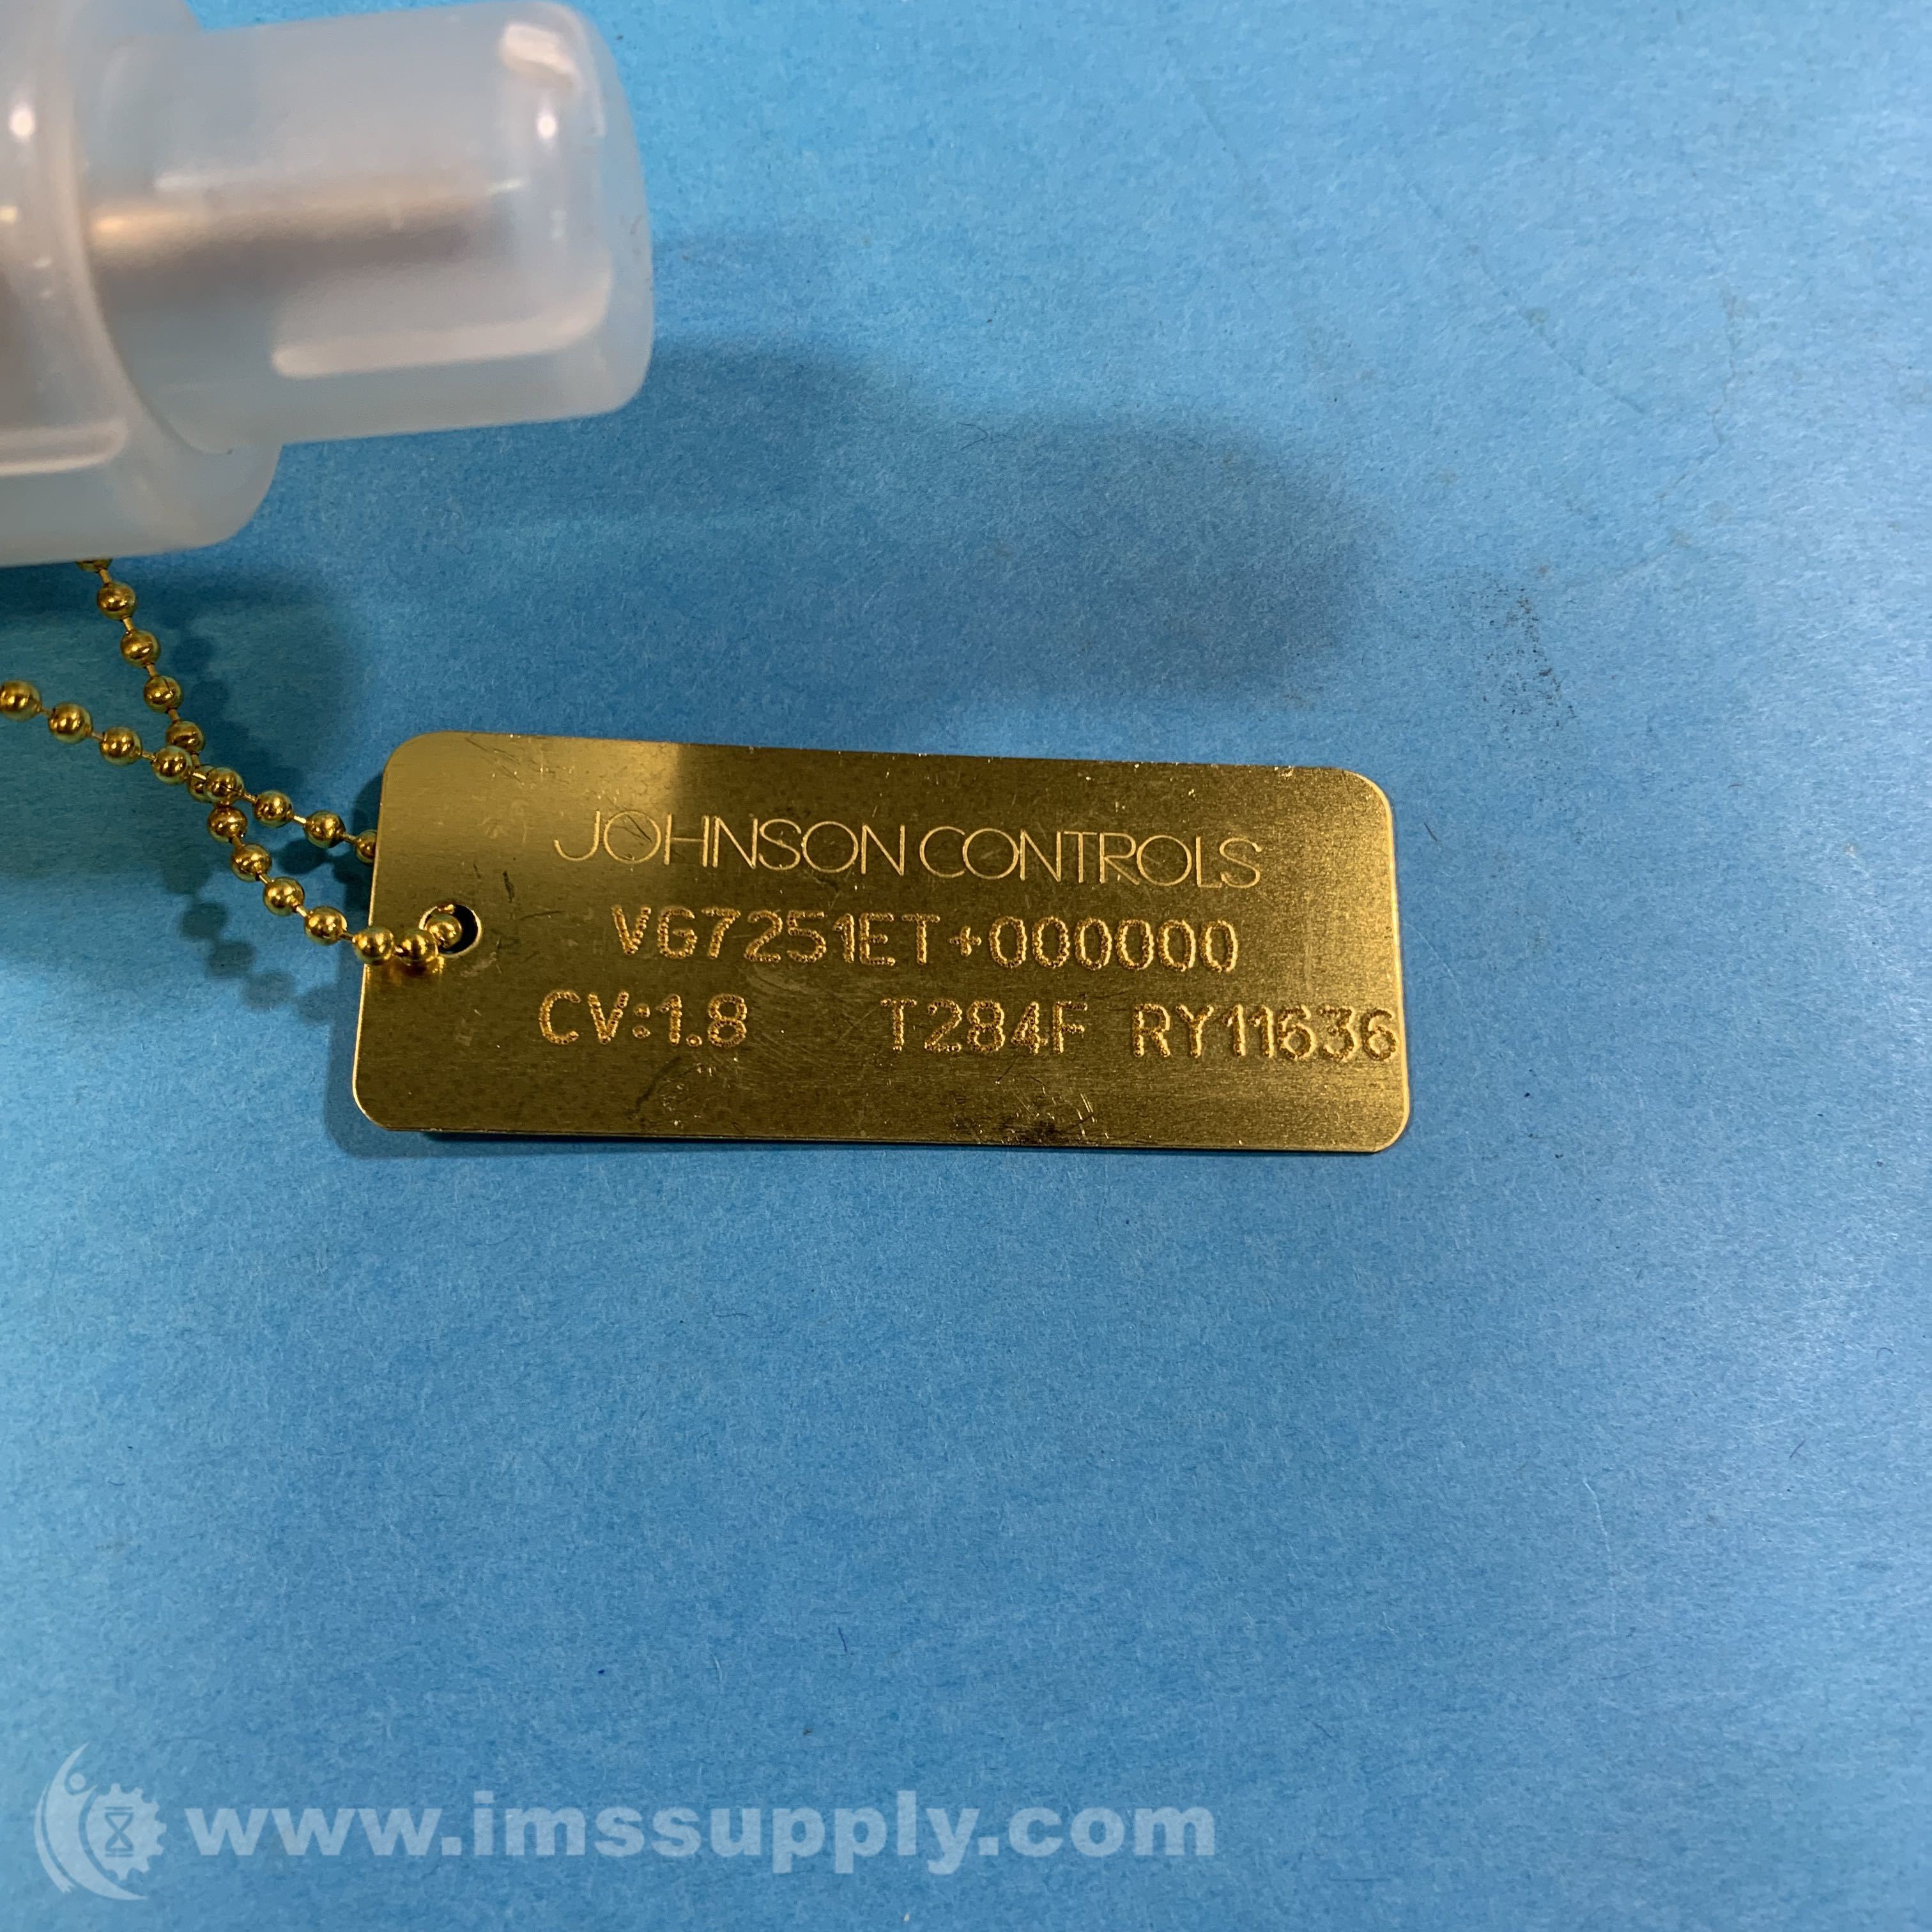 JOHNSON CONTROLS
VG7251ET+000000
CV:1.8 T284F RY11636
www.imssupply.com